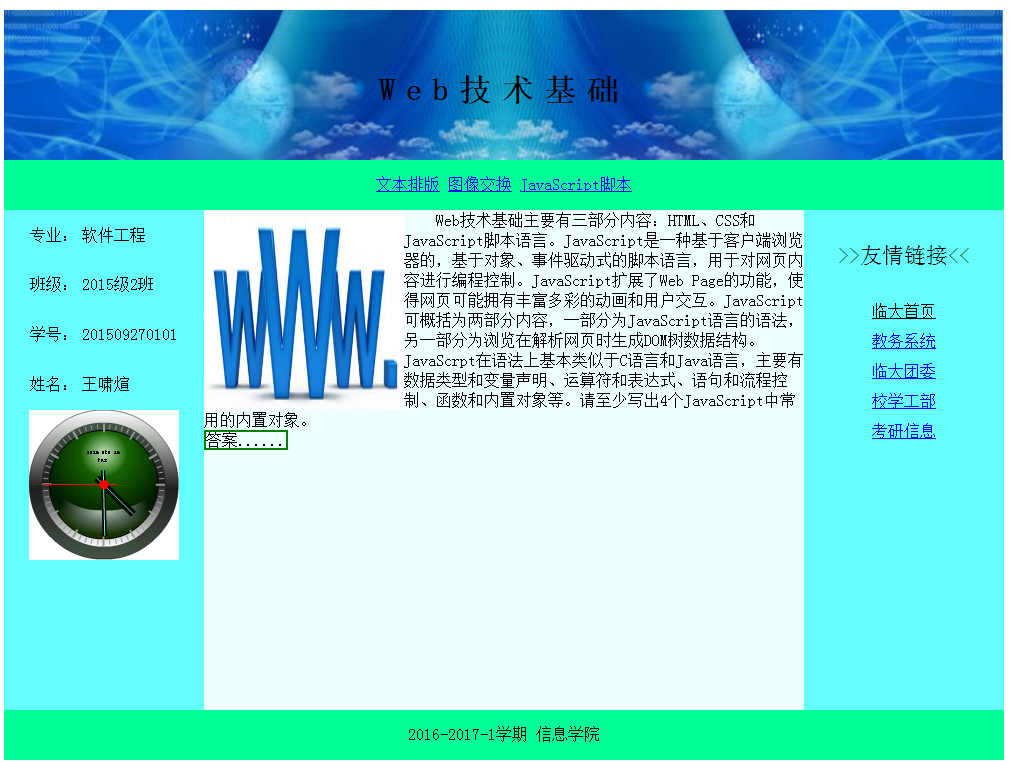 Web技术基础
文本排版 图像交换 JavaScript脚本
专业： 软件工程
班级： 2015级2班
学号： 201509270101
姓名： 王啸煊
WWW.
Web技术基础主要有三部分内容：HTML、CSS和
JavaScript脚本语言。JavaScript是一种基于客户端浏览
器的，基于对象、事件驱动式的脚本语言，用于对网页内
容进行编程控制。JavaScript扩展了Web Page的功能，使
得网页可能拥有丰富多彩的动画和用户交互。JavaScript
可概括为两部分内容，一部分为JavaScript语言的语法，
另一部分为浏览在解析网页时生成DOM树数据结构。
JavaScrpt在语法上基本类似于C语言和Java语言，主要有
数据类型和变量声明、运算符和表达式、语句和流程控
制、函数和内置对象等。请至少写出4个JavaScript中常
用的内置对象。
答案......
>>友情链接<<
临大首页
教务系统
临大团委
校学工部
考研信息
2016-2017-1学期 信息学院